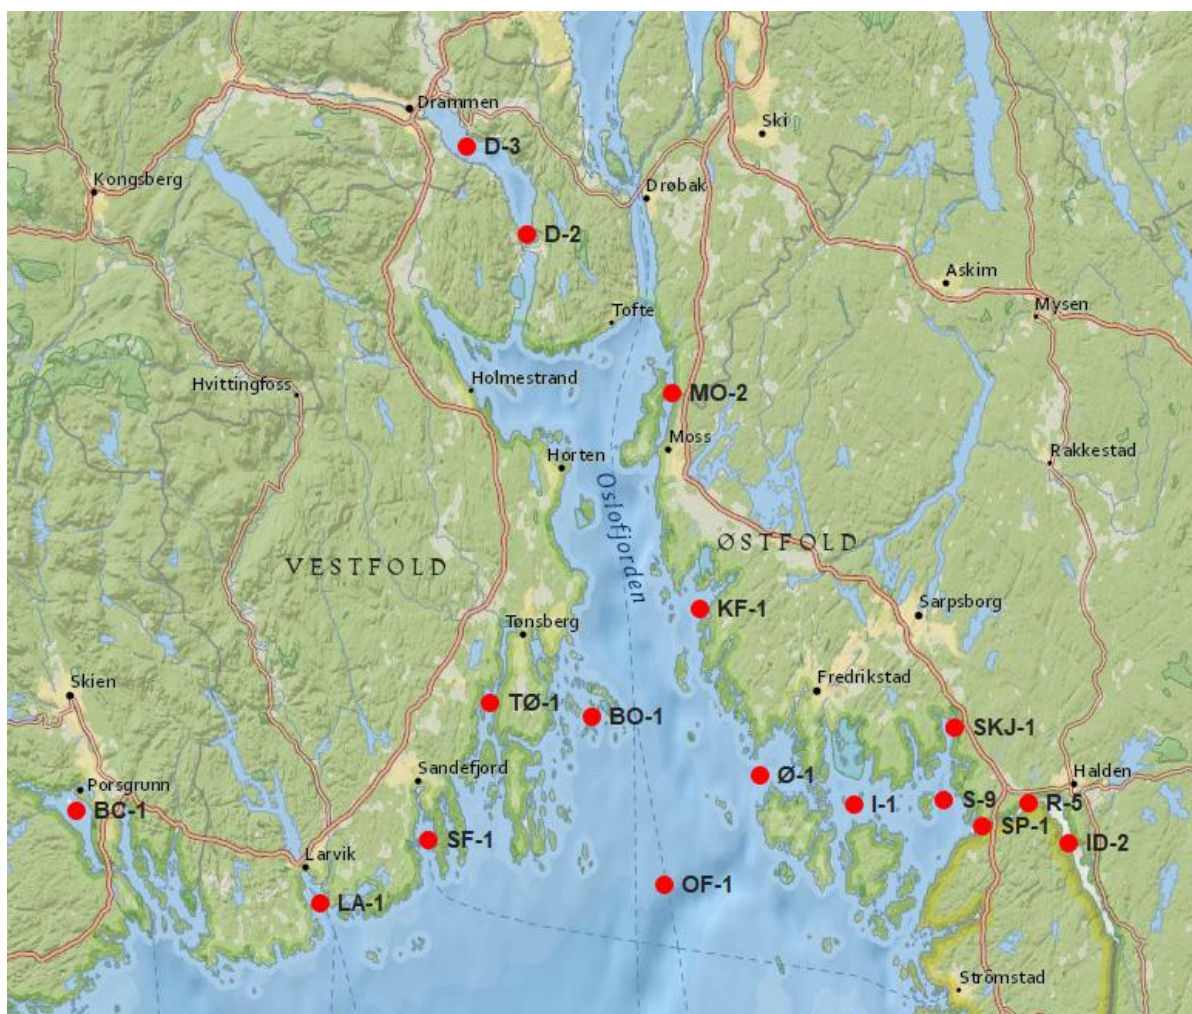 Drammen
Ski
D-3
Kongsberg
Drøbak
D-2
Askim
Mysen
Tofte
Hvittingfoss
Holmestrand
MO-2
Moss
Horten
Rakkestad
Oslofjorden
ØSTFOLD
VESTFOLD
KF-1
Sarpsborg
Tønsberg
Skien
Fredrikstad
TØ-1
BO-1
SKJ-1
Sandefjord
Ø-1
Halden
Porsgrunn
BC-1
I-1
S-9
R-5
SP-1
SF-1
ID-2
Larvik
OF-1
LA-1
Strömstad